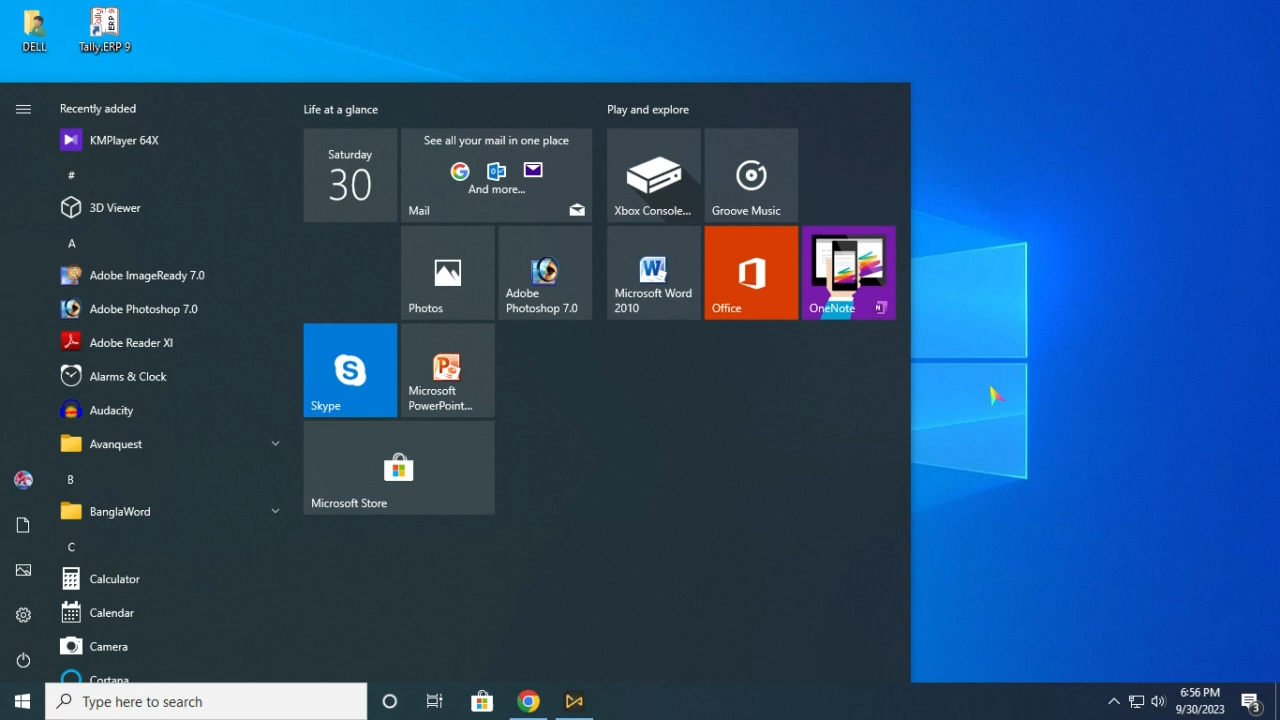 DELL
Tally.ERP 9
Recently added
KMPlayer 64X
#
3D Viewer
A
Adobe ImageReady 7.0
Adobe Photoshop 7.0
Adobe Reader XI
Alarms & Clock
Audacity
Avanquest
B
BanglaWord
C
Calculator
Calendar
Camera
Cortana
Life at a glance
Saturday
30
See all your mail in one place
And more...
Mail
Photos
Adobe
Photoshop 7.0
Skype
Microsoft
PowerPoint...
Microsoft Store
Play and explore
Xbox Console...
Groove Music
Microsoft Word
2010
Office
OneNote
Type here to search
6:56 PM
9/30/2023
3